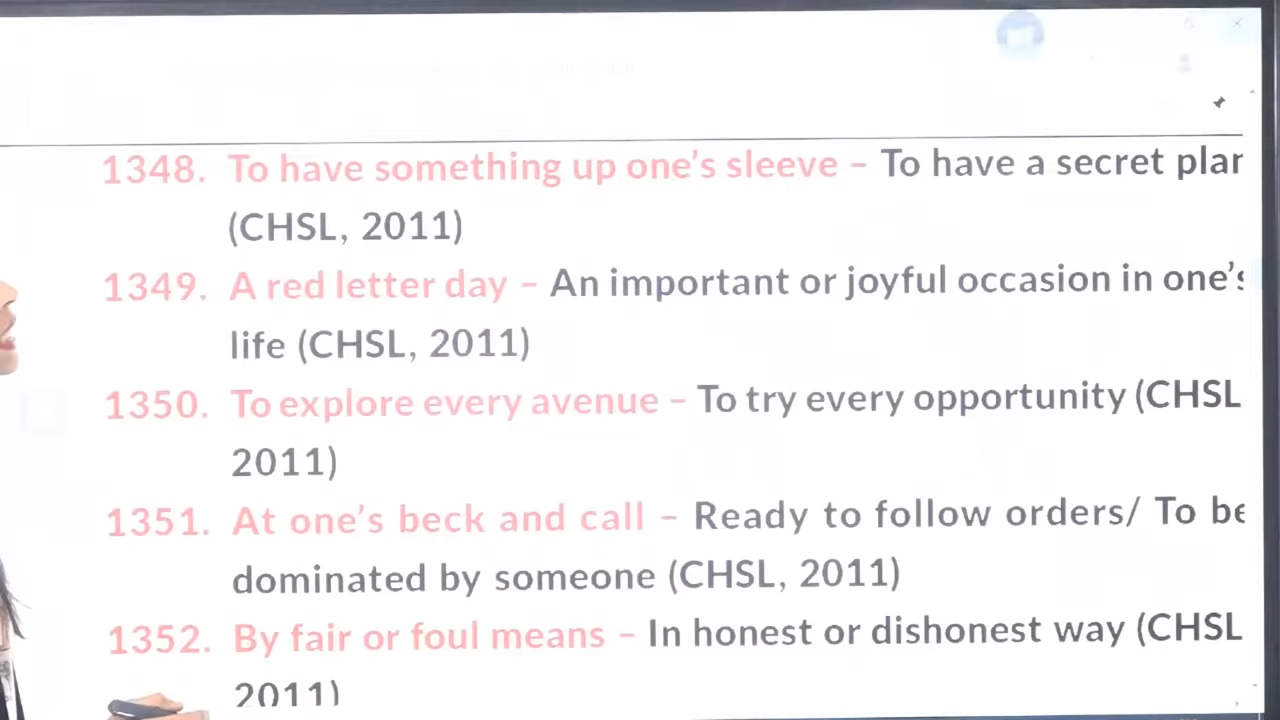 1348. To have something up one's sleeve – To have a secret plan
(CHSL, 2011)
1349. A red letter day – An important or joyful occasion in one's
life (CHSL, 2011)
1350. To explore every avenue – To try every opportunity (CHSL
2011)
1351. At one's beck and call – Ready to follow orders/ To be
dominated by someone (CHSL, 2011)
1352. By fair or foul means – In honest or dishonest way (CHSL
2011)